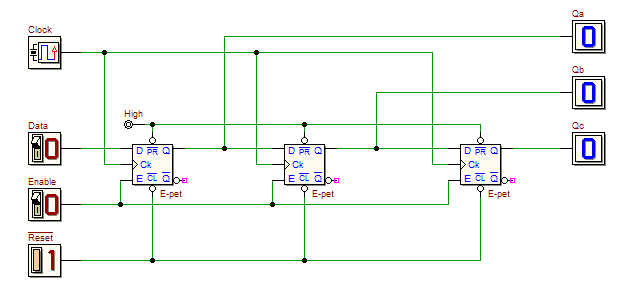 Qa
Clock
0
Qb
0
High
Qc
Data
0
D PR Q
D PR Q
D PR Q
0
Ck
Ck
Ck
Enable
E CL Q
E CL Q
E CL Q
0
E-pet
E-pet
E-pet
Reset
1